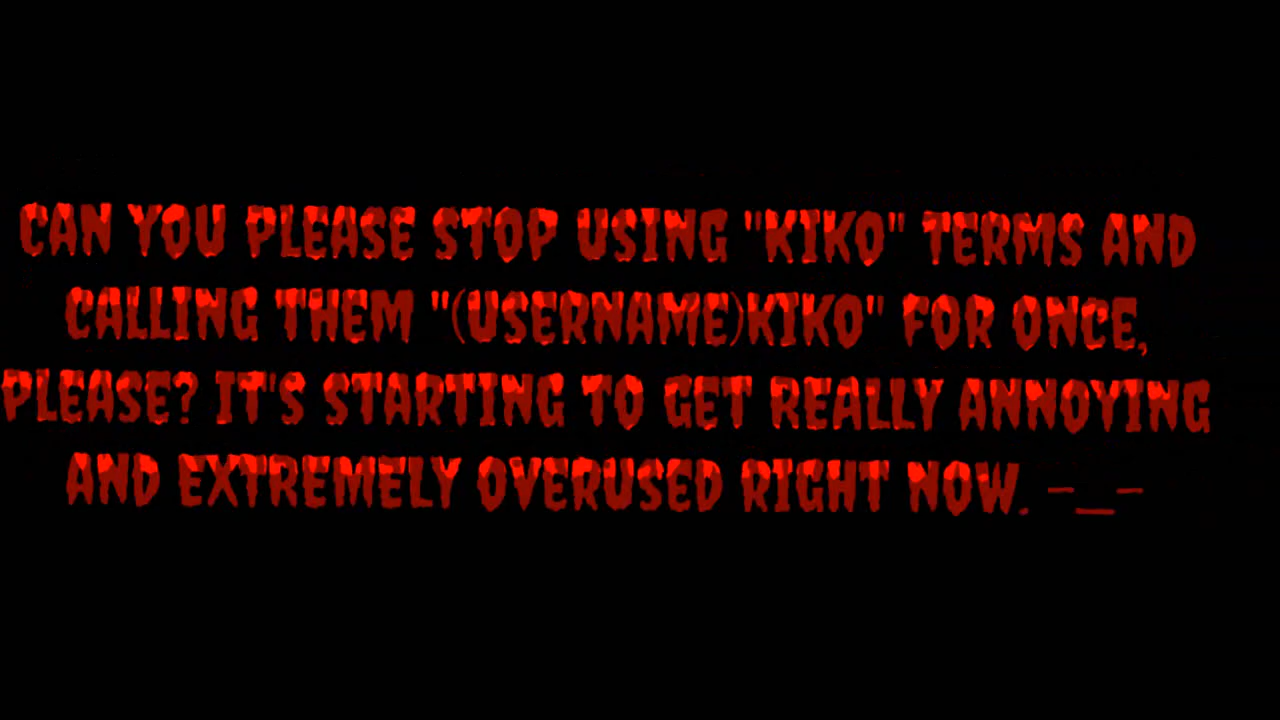 CAN YOU PLEASE STOP USING "KIKO" TERMS AND
CALLING THEM "(USERNAME)KIKO" FOR ONCE,
PLEASE? IT'S STARTING TO GET REALLY ANNOYING
AND EXTREMELY OVERUSED RIGHT NOW. -_-